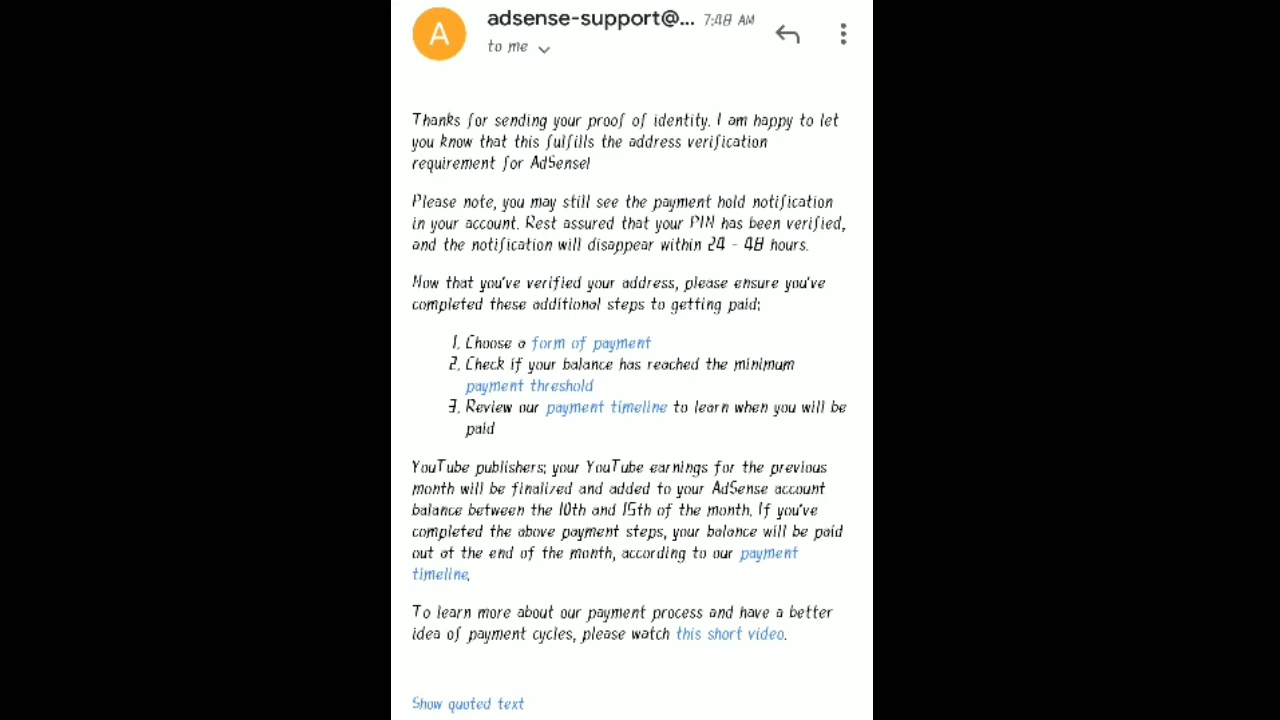 A
adsense-support@... 7:48 AM
to me
Thanks for sending your proof of identity. I am happy to let
you know that this fulfills the address verification
requirement for AdSense!
Please note, you may still see the payment hold notification
in your account. Rest assured that your PIN has been verified,
and the notification will disappear within 24 - 48 hours.
Now that you've verified your address, please ensure you've
completed these additional steps to getting paid:
1. Choose a form of payment
2. Check if your balance has reached the minimum
payment threshold
3. Review our payment timeline to learn when you will be
paid
YouTube publishers: your YouTube earnings for the previous
month will be finalized and added to your AdSense account
balance between the 10th and 15th of the month. If you've
completed the above payment steps, your balance will be paid
out at the end of the month, according to our payment
timeline.
To learn more about our payment process and have a better
idea of payment cycles, please watch this short video.
Show quoted text